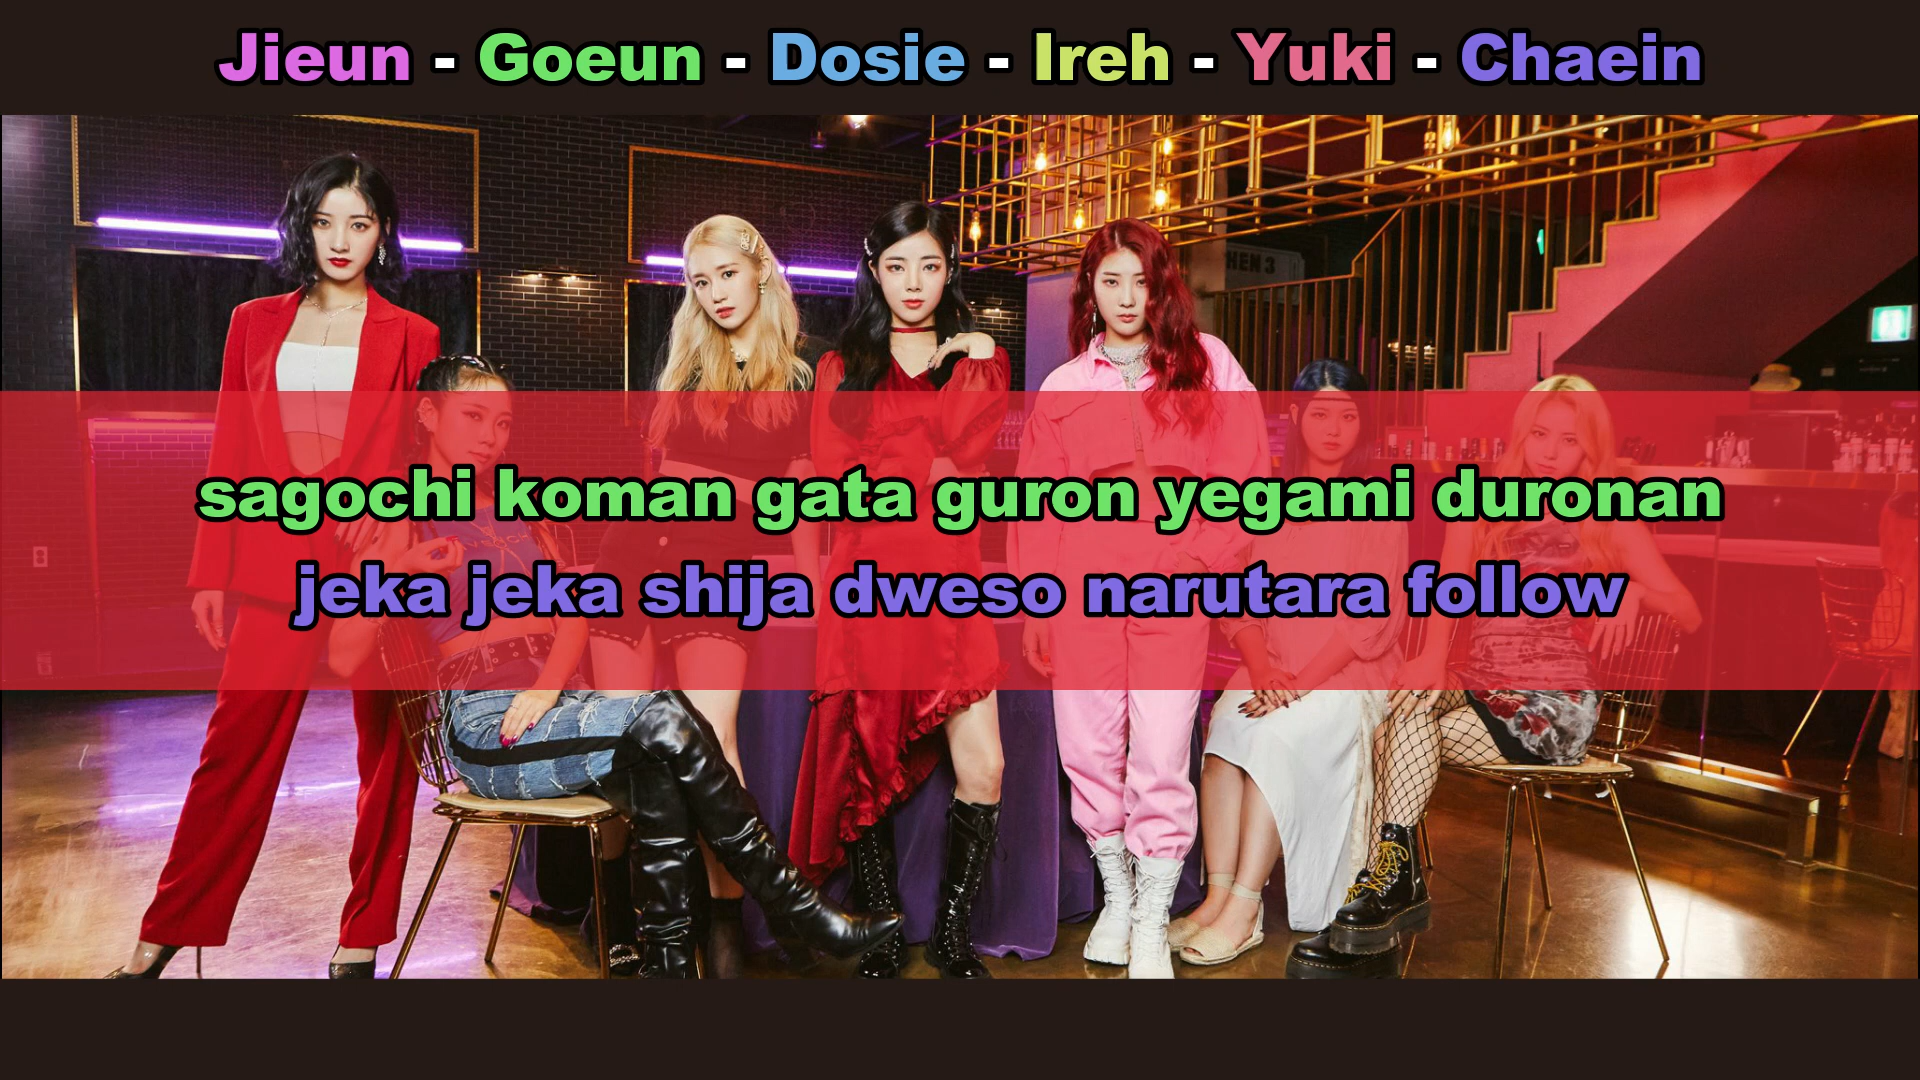 Jieun - Goeun - Dosie - Ireh - Yuki - Chaein
sagochi koman gata guron yegami duronan
jeka jeka shija dweso narutara follow